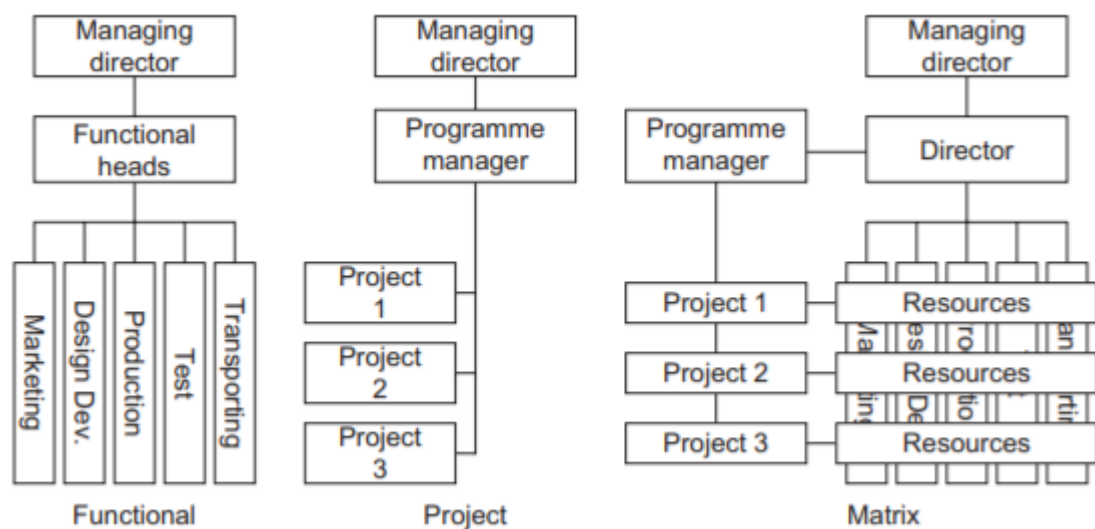 Managing
director
Functional
heads
Marketing
Design Dev.
Production
Test
Transporting
Functional
Managing
director
Programme
manager
Project
1
Project
2
Project
3
Project
Managing
director
Programme
manager
Director
Project 1
Resources
Project 2
Resources
Project 3
Resources
Matrix